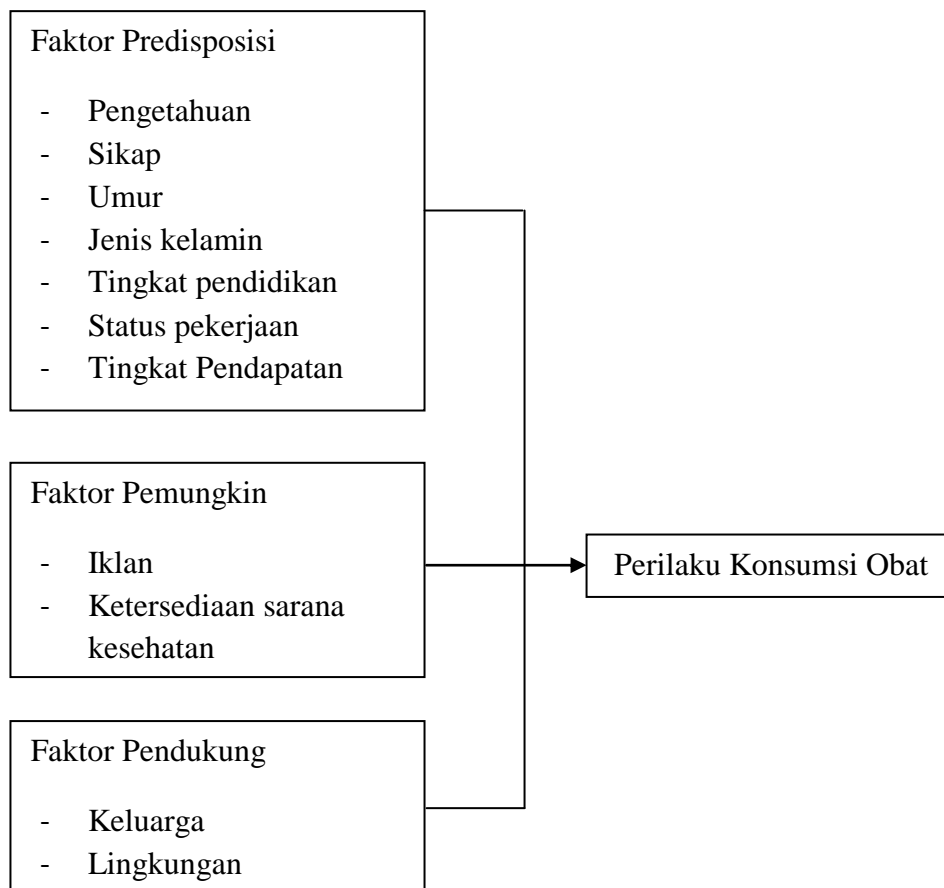 Faktor Predisposisi
- Pengetahuan
- Sikap
- Umur
- Jenis kelamin
- Tingkat pendidikan
- Status pekerjaan
- Tingkat Pendapatan
Faktor Pemungkin
- Iklan
- Ketersediaan sarana
kesehatan
Perilaku Konsumsi Obat
Faktor Pendukung
- Keluarga
- Lingkungan